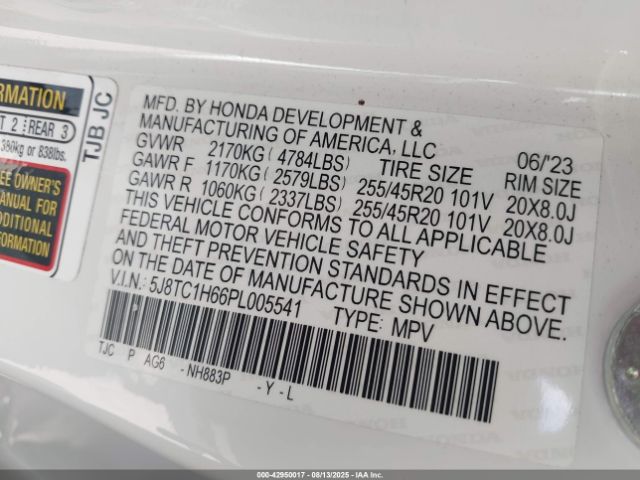 RMATION
T 2 REAR 3
380kg or 838lbs.
EE OWNER'S
MANUAL FOR
DDITIONAL
FORMATION
TJB JC
MFD. BY HONDA DEVELOPMENT &
MANUFACTURING OF AMERICA, LLC 06/'23
GVWR 2170KG (4784LBS) TIRE SIZE RIM SIZE
GAWR F 1170KG (2579LBS) 255/45R20 101V 20X8.0J
GAWR R 1060KG (2337LBS) 255/45R20 101V 20X8.0J
THIS VEHICLE CONFORMS TO ALL APPLICABLE
FEDERAL MOTOR VEHICLE SAFETY
AND THEFT PREVENTION STANDARDS IN EFFECT
ON THE DATE OF MANUFACTURE SHOWN ABOVE.
V.I.N.: 5J8TC1H66PL005541 TYPE: MPV
TJC P AG6 -NH883P -Y-L
000-42950017 - 08/13/2025 - IAAI.COM